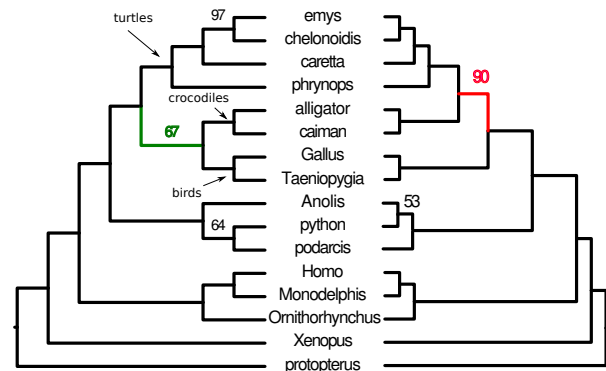 97
emys
turtles
chelonoidis
caretta
90
phrynops
crocodiles
alligator
67
caiman
Gallus
birds
Taeniopygia
Anolis
53
64
python
podarcis
Homo
Monodelphis
Ornithorhynchus
Xenopus
protopterus